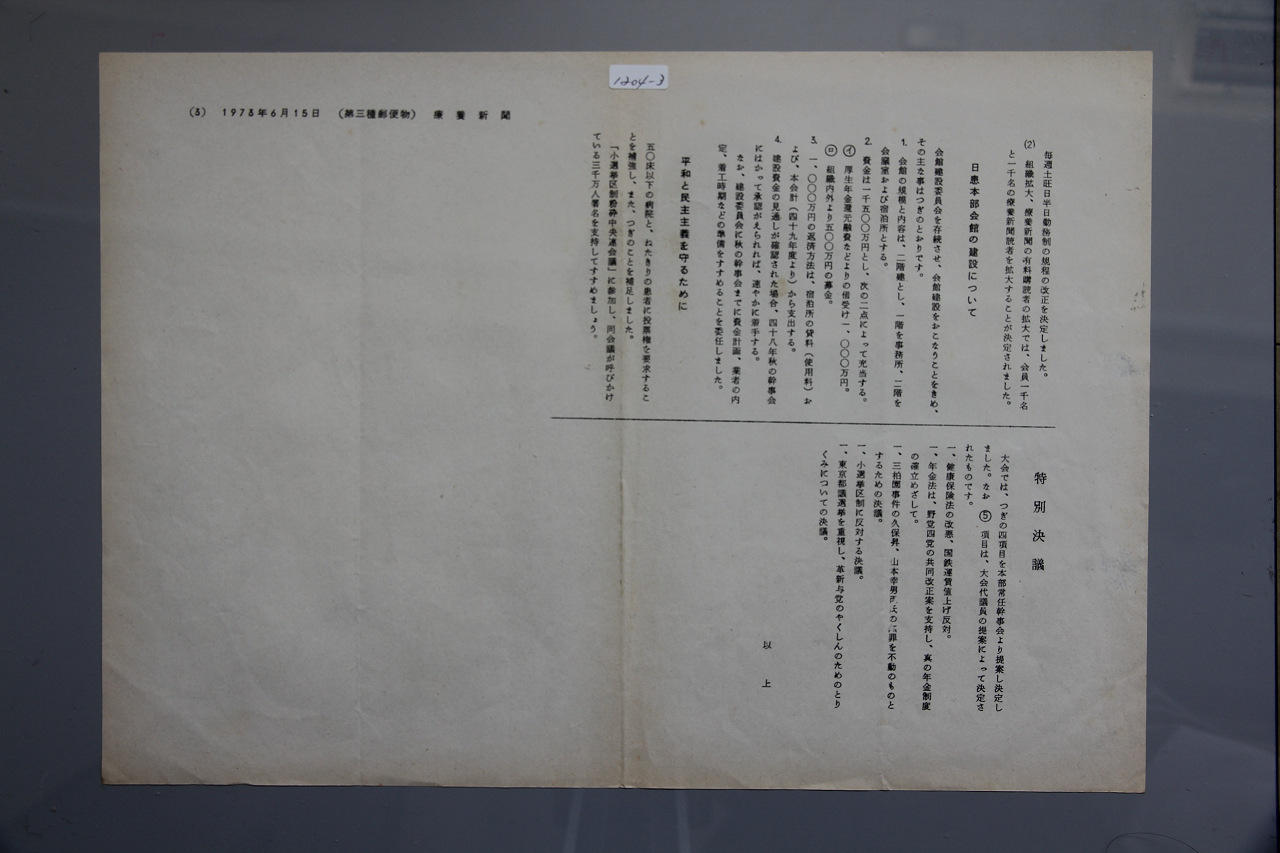 1204-3
(3) 1973年6月15日 (第三種郵便物) 療養新聞
毎週土旺日半日勤務制の規程の改正を決定しました。
(2) 組織拡大、療養新聞の有料購読者の拡大では、会員一千名
と一千名の療養新聞読者を拡大することが決定されました。
日患本部会館の建設について
会館建設委員会を存続させ、会館建設をおこなりことをきめ、
その主な事はつぎのとおりです。
1. 会館の規模と内容は、二階建とし、一階を事務所、二階を
会議室および宿泊所とする。
2. 費金は一千五〇〇万円とし、次の二点によって充当する。
㋑ 厚生年金還元融費などよりの借受け一、〇〇〇万円。
㋺ 組織内外より五〇〇万円の募金。
3. 一、〇〇〇万円の返済方法は、宿泊所の貸料(使用料)お
よび、本会計(四十九年度より)から支出する。
4. 建設費金の見通しが確認された場合、四十八年秋の幹事会
にはかって承認がえられれば、速やかに着手する。
なお、建設委員会に秋の幹事会までに費金計画、業者の内
定、着工時期などの準備をすすめることを委任しました。
平和と民主主義を守るために
五〇床以下の病院と、ねたきりの患者に投票権を要求するこ
とを補強し、また、つぎのことを補足しました。
「小選挙区制粉砕中央連会議」に参加し、同会議が呼びかけ
ている三千万人署名を支持してすすめましょう。
特別決議
大会では、つぎの四項目を本部常任幹事会より提案し決定し
ました。なお ⑤ 項目は、大会代議員の提案によって決定さ
れたものです。
一、健康保険法の改悪、国鉄運賃値上げ反対。
一、年金法は、野党四党の共同改正案を支持し、真の年金制度
の確立めざして。
一、三柏園事件の久保昇、山本幸男両氏の 罪を不動のものと
するための決議。
一、小選挙区制に反対する決議。
一、東京都議選挙を重視し、革新与党のやくしんのためのとり
くみについての決議。
以上